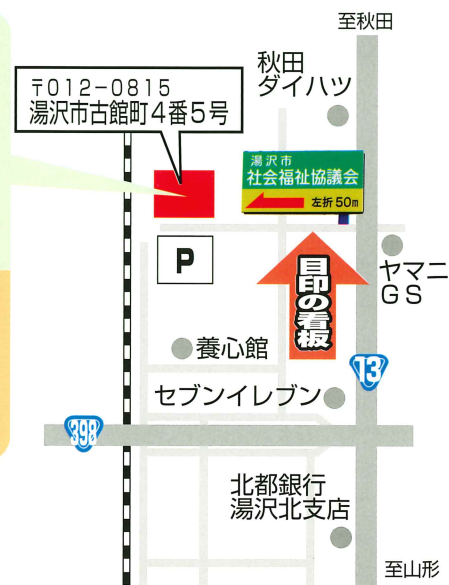 至秋田
秋田
ダイハツ
〒012-0815
湯沢市古館町4番5号
湯沢市
社会福祉協議会
左折50m
P
目印の看板
ヤマニ
GS
養心館
13
セブンイレブン
398
北都銀行
湯沢北支店
至山形